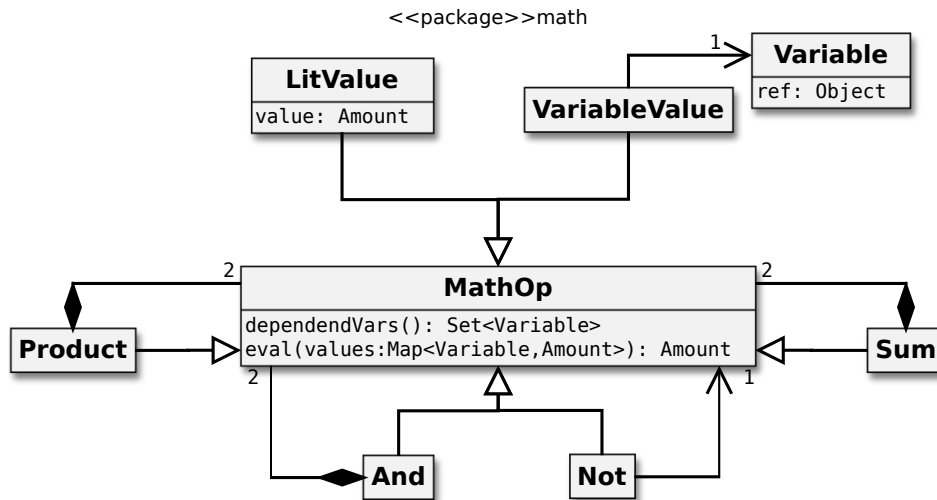 <<package>>math
1
Variable
ref: Object
LitValue
value: Amount
VariableValue
2
2
MathOp
dependendVars(): Set<Variable>
eval(values:Map<Variable,Amount>): Amount
Product
Sum
2
1
And
Not